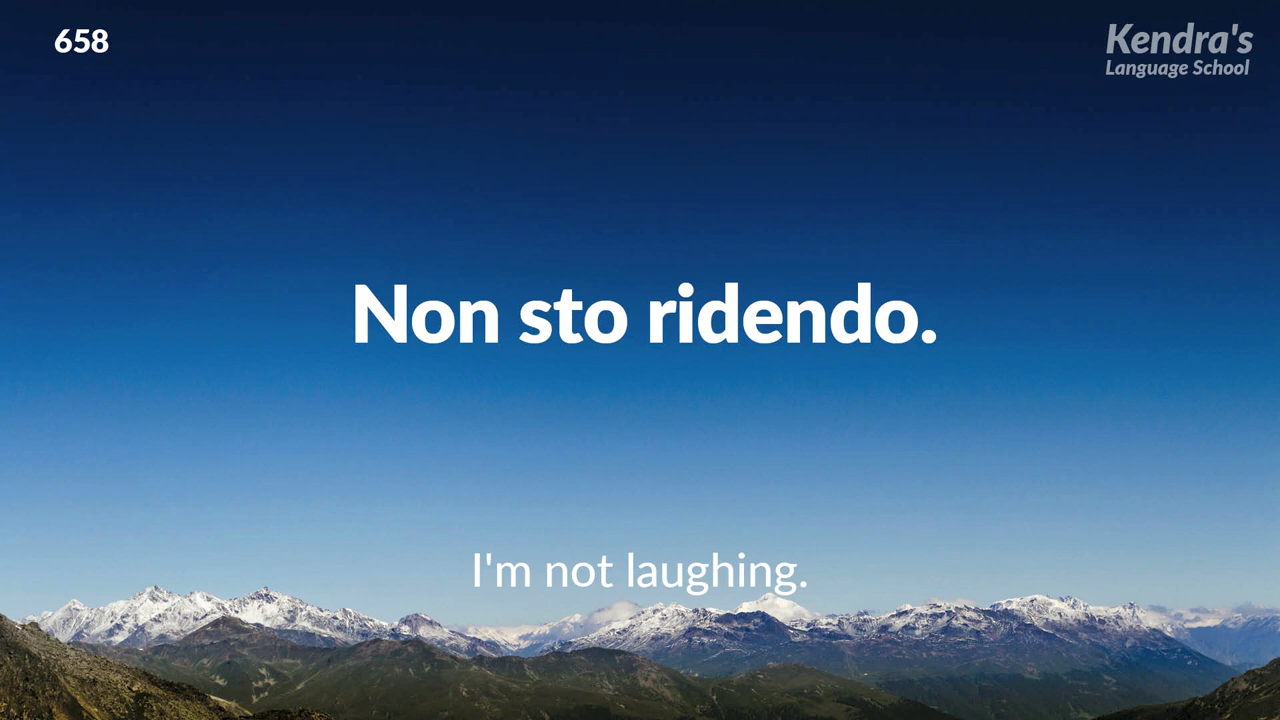 658
Kendra's
Language School
Non sto ridendo.
I'm not laughing.